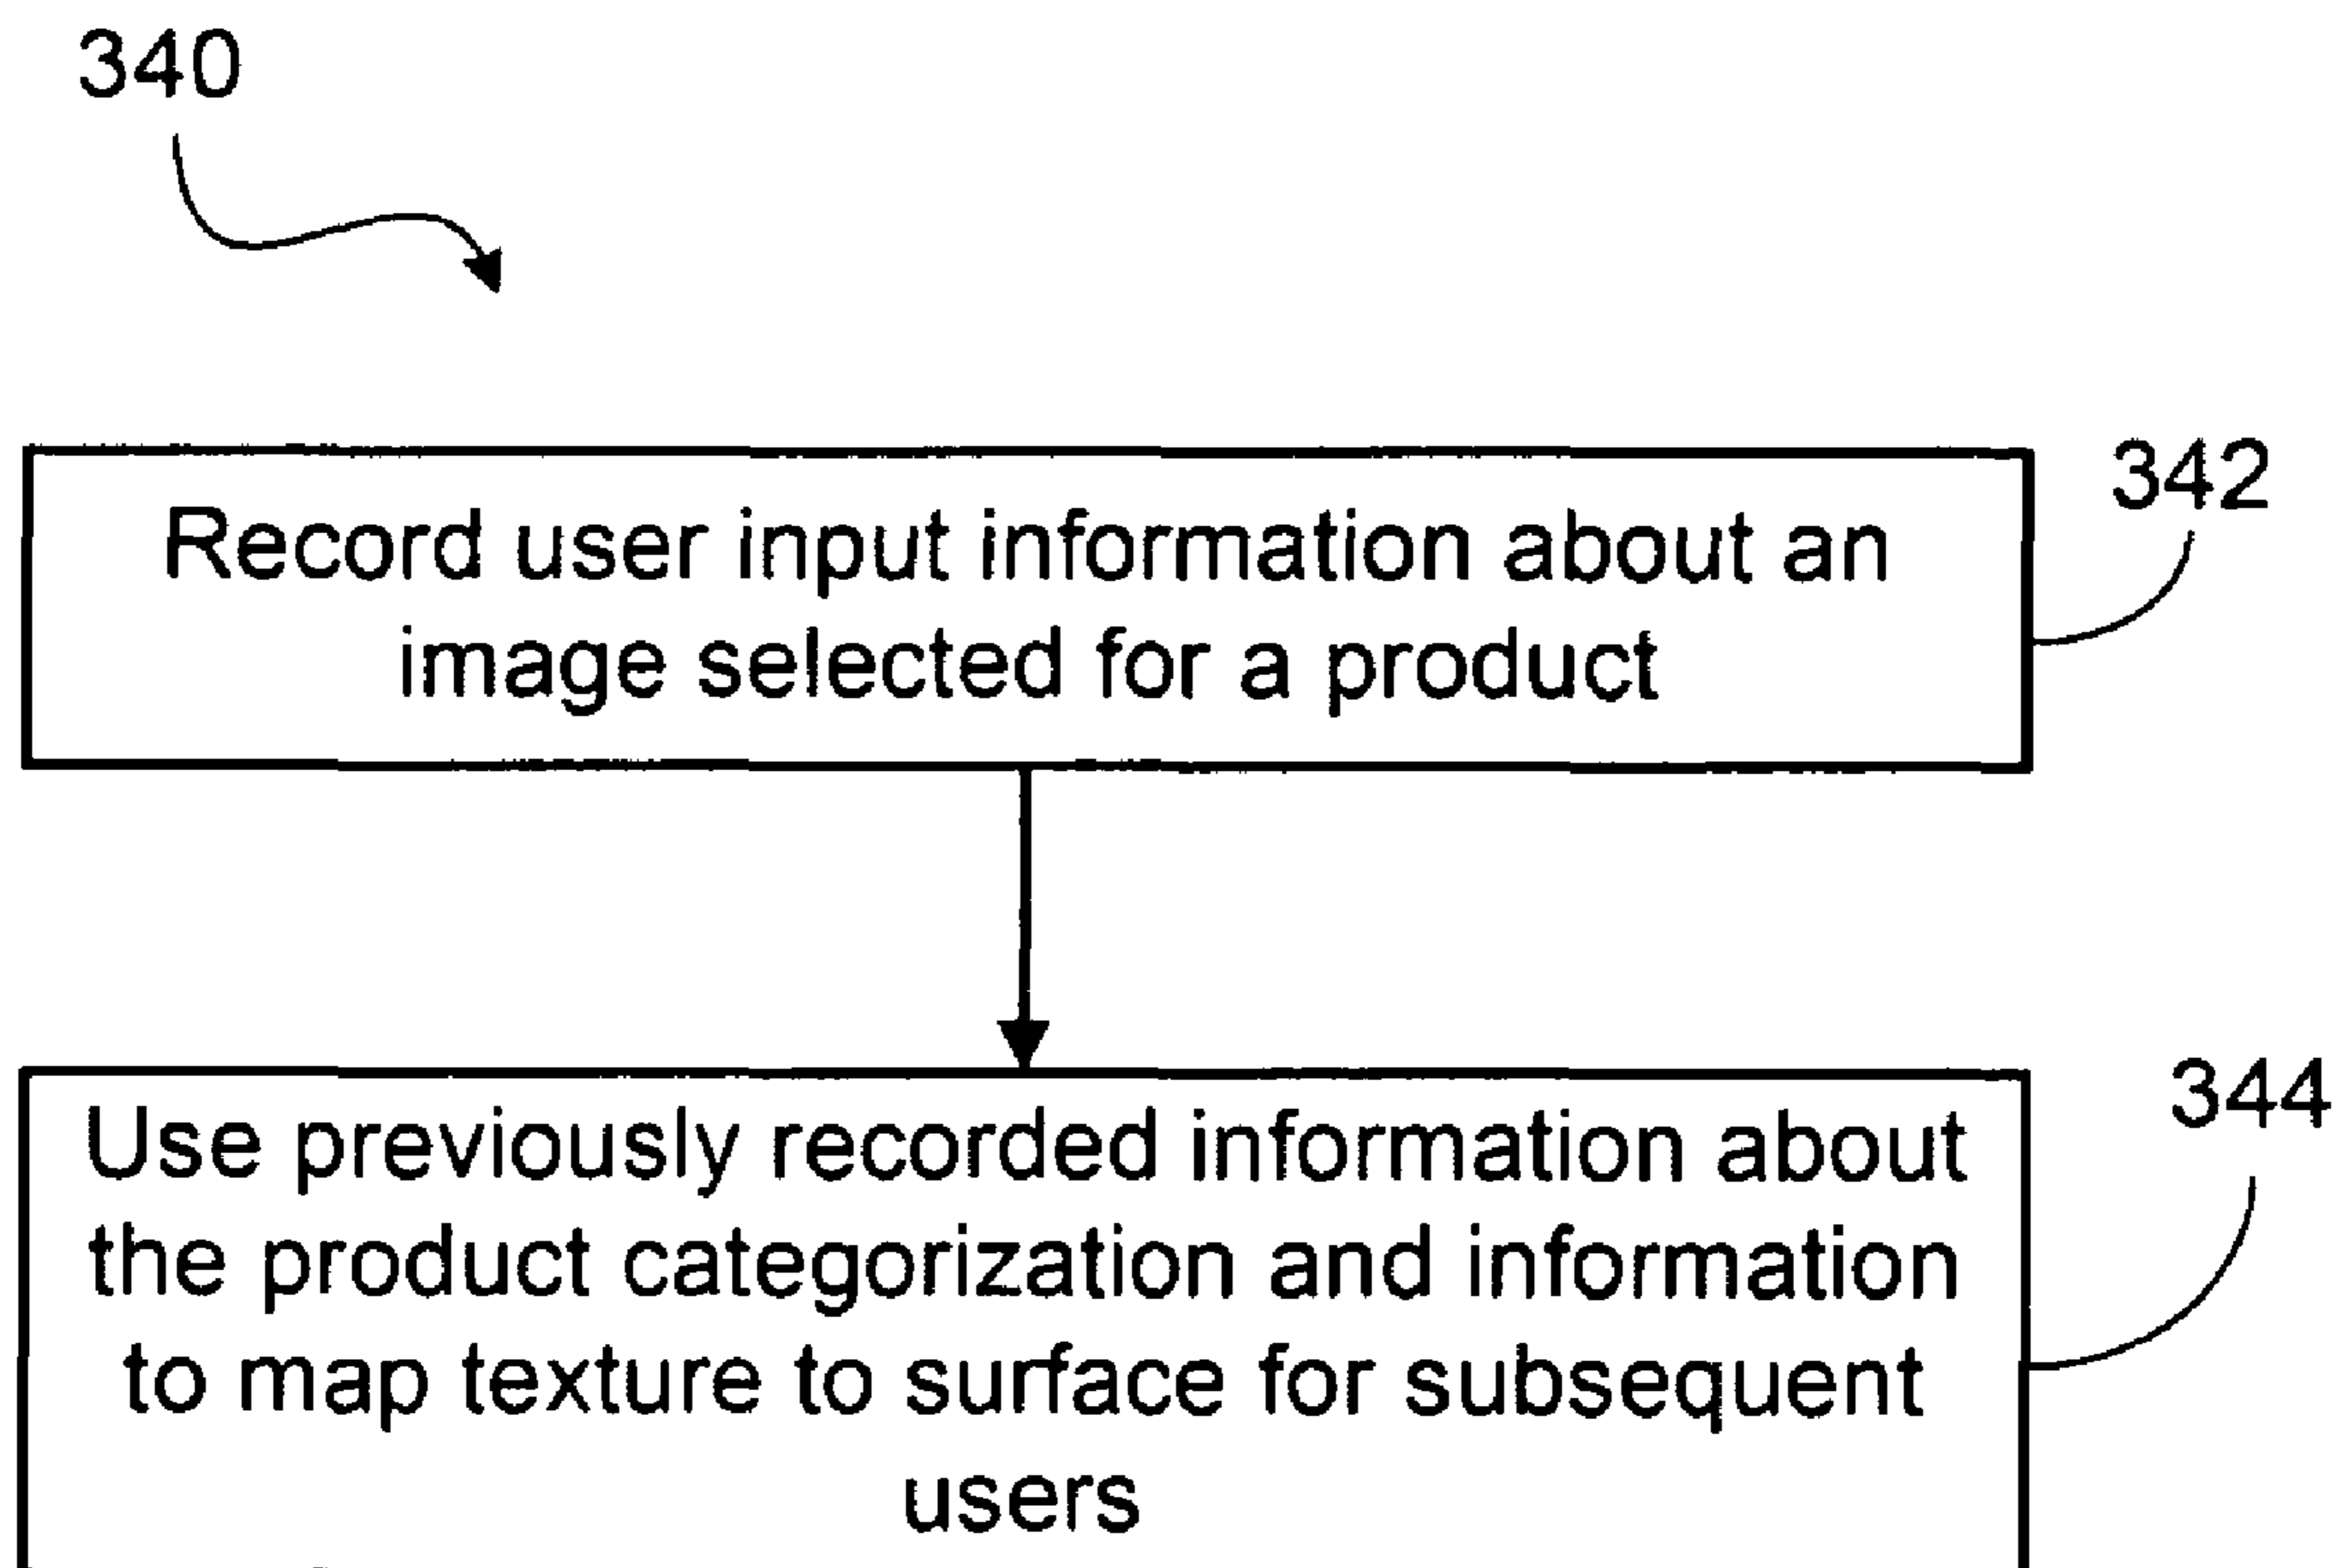 340
342
Record user input information about an
image selected for a product
344
Use previously recorded information about
the product categorization and information
to map texture to surface for subsequent
users